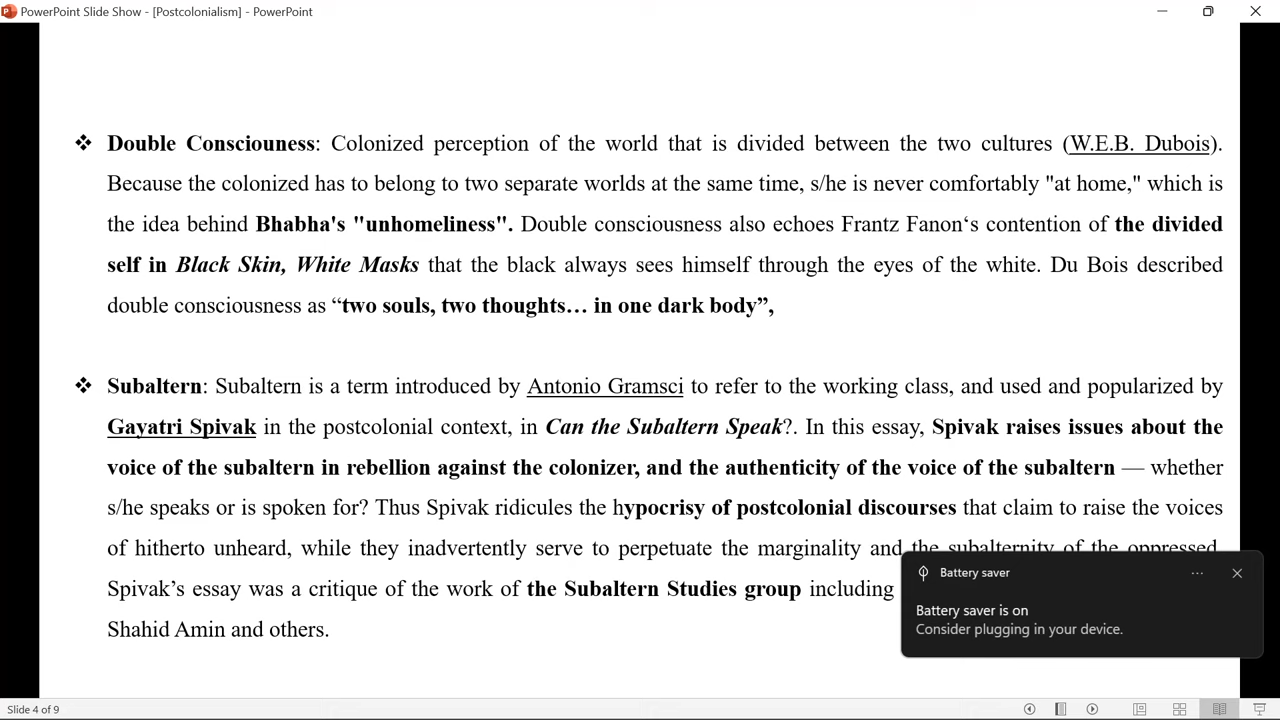 PowerPoint Slide Show - [Postcolonialism] - PowerPoint
❖ Double Consciouness: Colonized perception of the world that is divided between the two cultures (W.E.B. Dubois).
Because the colonized has to belong to two separate worlds at the same time, s/he is never comfortably "at home," which is
the idea behind Bhabha's "unhomeliness". Double consciousness also echoes Frantz Fanon‘s contention of the divided
self in Black Skin, White Masks that the black always sees himself through the eyes of the white. Du Bois described
double consciousness as “two souls, two thoughts… in one dark body”,
❖ Subaltern: Subaltern is a term introduced by Antonio Gramsci to refer to the working class, and used and popularized by
Gayatri Spivak in the postcolonial context, in Can the Subaltern Speak?. In this essay, Spivak raises issues about the
voice of the subaltern in rebellion against the colonizer, and the authenticity of the voice of the subaltern — whether
s/he speaks or is spoken for? Thus Spivak ridicules the hypocrisy of postcolonial discourses that claim to raise the voices
of hitherto unheard, while they inadvertently serve to perpetuate the marginality and the subalternity of the oppressed.
Spivak’s essay was a critique of the work of the Subaltern Studies group including
Shahid Amin and others.
Battery saver
Battery saver is on
Consider plugging in your device.
Slide 4 of 9